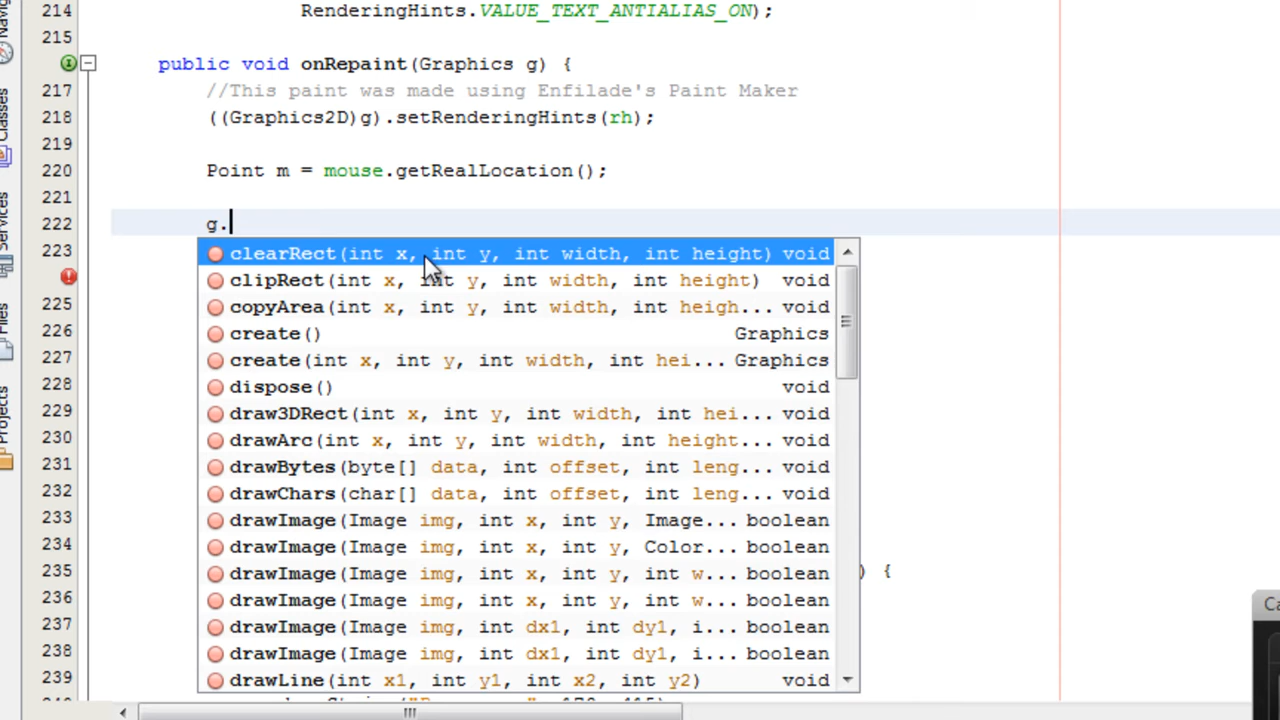 214 RenderingHints.VALUE_TEXT_ANTIALIAS_ON);
215
public void onRepaint(Graphics g) {
217 //This paint was made using Enfilade's Paint Maker
218 ((Graphics2D)g).setRenderingHints(rh);
219
220 Point m = mouse.getRealLocation();
221
222 g.
223 clearRect(int x, int y, int width, int height) void
clipRect(int x, int y, int width, int height) void
225 copyArea(int x, int y, int width, int heigh... void
226 create() Graphics
227 create(int x, int y, int width, int hei... Graphics
228 dispose() void
229 draw3DRect(int x, int y, int width, int hei... void
230 drawArc(int x, int y, int width, int height... void
231 drawBytes(byte[] data, int offset, int leng... void
232 drawChars(char[] data, int offset, int leng... void
233 drawImage(Image img, int x, int y, Image... boolean
234 drawImage(Image img, int x, int y, Color... boolean
235 drawImage(Image img, int x, int y, int w... boolean ) {
236 drawImage(Image img, int x, int y, int w... boolean
237 drawImage(Image img, int dx1, int dy1, i... boolean
238 drawImage(Image img, int dx1, int dy1, i... boolean
239 drawLine(int x1, int y1, int x2, int y2) void
Classes
Services
Files
Projects